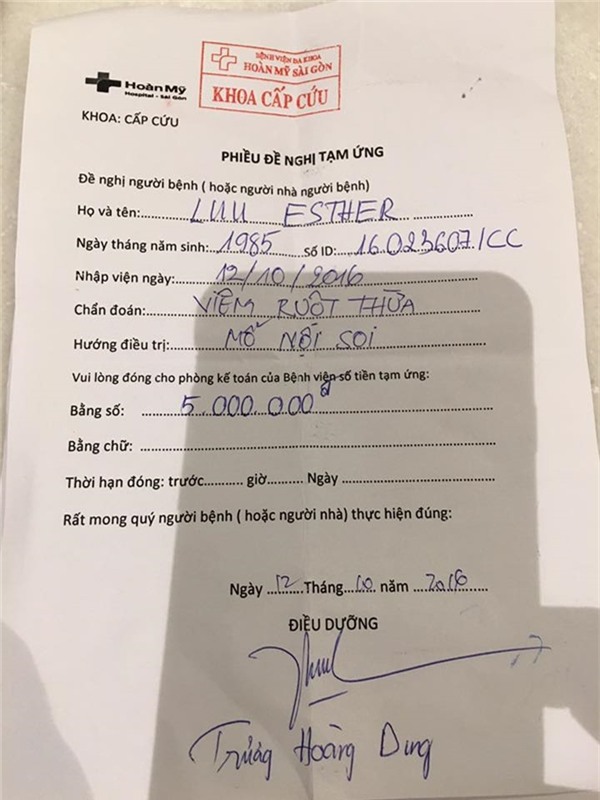 BỆNH VIỆN ĐA KHOA
HOÀN MỸ SÀI GÒN
KHOA CẤP CỨU
Hoàn Mỹ
Hospital - Sài Gòn
KHOA: CẤP CỨU
PHIẾU ĐỀ NGHỊ TẠM ỨNG
Đề nghị người bệnh ( hoặc người nhà người bệnh)
Họ và tên:........LƯU ESTHER........
Ngày tháng năm sinh:..1985.... Số ID:..16023607/CC
Nhập viện ngày:........12/10/2016........
Chẩn đoán:........VIÊM RUỘT THỪA........
Hướng điều trị:........MỔ NỘI SOI........
Vui lòng đóng cho phòng kế toán của Bệnh viện số tiền tạm ứng:
Bằng số: ......5.000.000đ........
Bằng chữ: ........................
Thời hạn đóng: trước........ giờ.......... Ngày ........................
Rất mong quý người bệnh ( hoặc người nhà) thực hiện đúng:
Ngày 12 Tháng 10 năm 2016
ĐIỀU DƯỠNG
Hoàng Dung